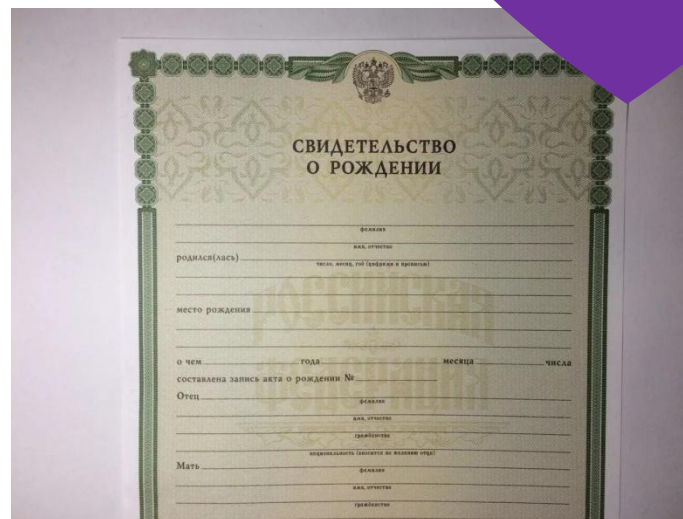 СВИДЕТЕЛЬСТВО
О РОЖДЕНИИ
фамилия
имя, отчество
родился(лась)
число, месяц, год (цифрами и прописью)
место рождения
РОССИЙСКАЯ
ФЕДЕРАЦИЯ
о чем года месяца числа
составлена запись акта о рождении №
Отец
фамилия
имя, отчество
гражданство
национальность (вносится по желанию отца)
Мать
фамилия
имя, отчество
гражданство